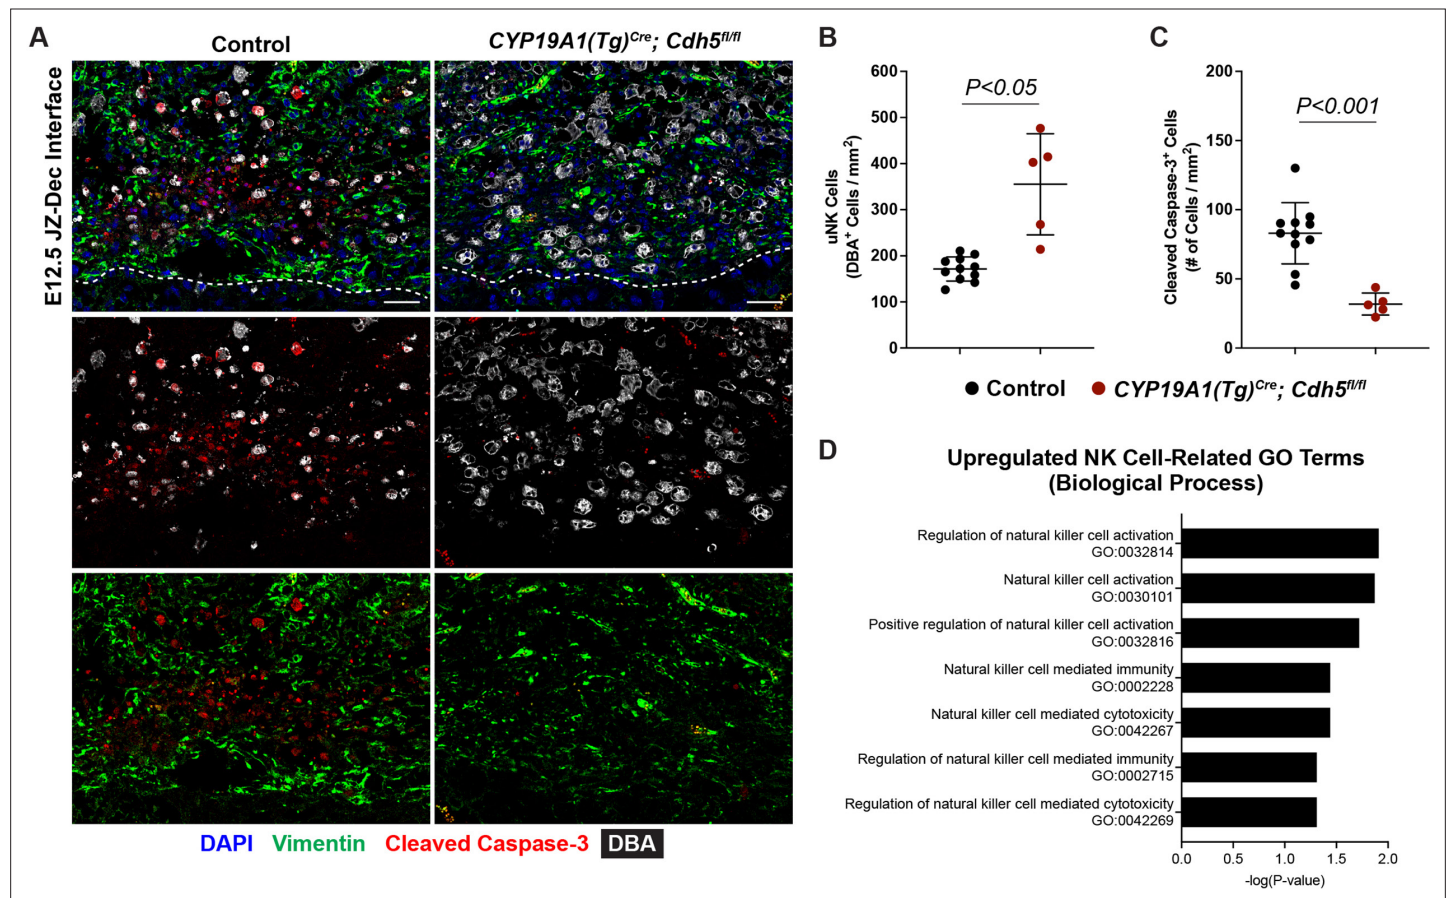 A
Control
CYP19A1(Tg)Cre; Cdh5fl/fl
E12.5 JZ-Dec Interface
DAPI Vimentin Cleaved Caspase-3 DBA
B
600
500
400
300
200
100
0
uNK Cells
(DBA+ Cells / mm2)
P<0.05
C
200
150
100
50
0
Cleaved Caspase-3+ Cells
(# of Cells / mm2)
P<0.001
Control CYP19A1(Tg)Cre; Cdh5fl/fl
D
Upregulated NK Cell-Related GO Terms
(Biological Process)
Regulation of natural killer cell activation
GO:0032814
Natural killer cell activation
GO:0030101
Positive regulation of natural killer cell activation
GO:0032816
Natural killer cell mediated immunity
GO:0002228
Natural killer cell mediated cytotoxicity
GO:0042267
Regulation of natural killer cell mediated immunity
GO:0002715
Regulation of natural killer cell mediated cytotoxicity
GO:0042269
0.0 0.5 1.0 1.5 2.0
-log(P-value)